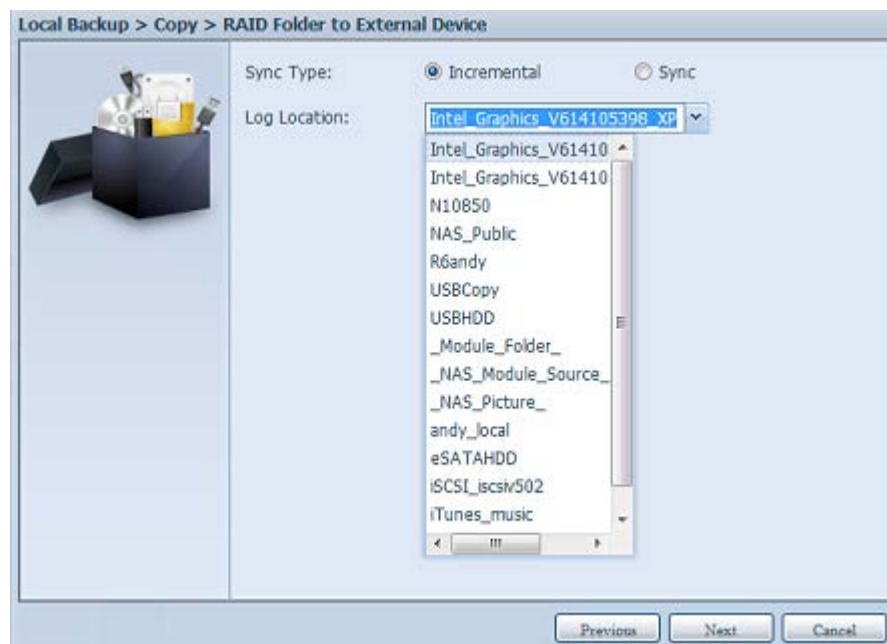 Local Backup > Copy > RAID Folder to External Device
Sync Type: Incremental Sync
Log Location: Intel_Graphics_V614105398_XP
Intel_Graphics_V61410
Intel_Graphics_V61410
N10850
NAS_Public
R6andy
USBCopy
USBHDD
_Module_Folder_
_NAS_Module_Source_
_NAS_Picture_
andy_local
eSATAHDD
iSCSI_iscsiv502
iTunes_music
Previous Next Cancel